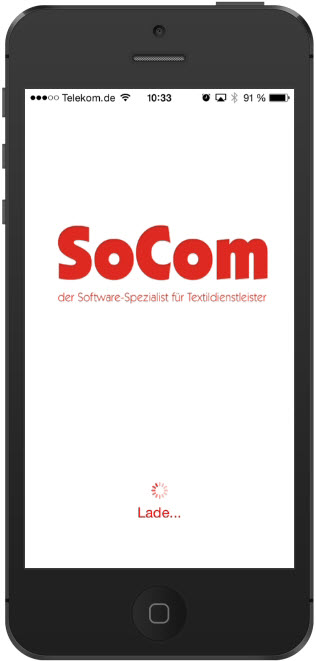 Telekom.de 10:33 91 %
SoCom
der Software-Spezialist für Textildienstleister
Lade...